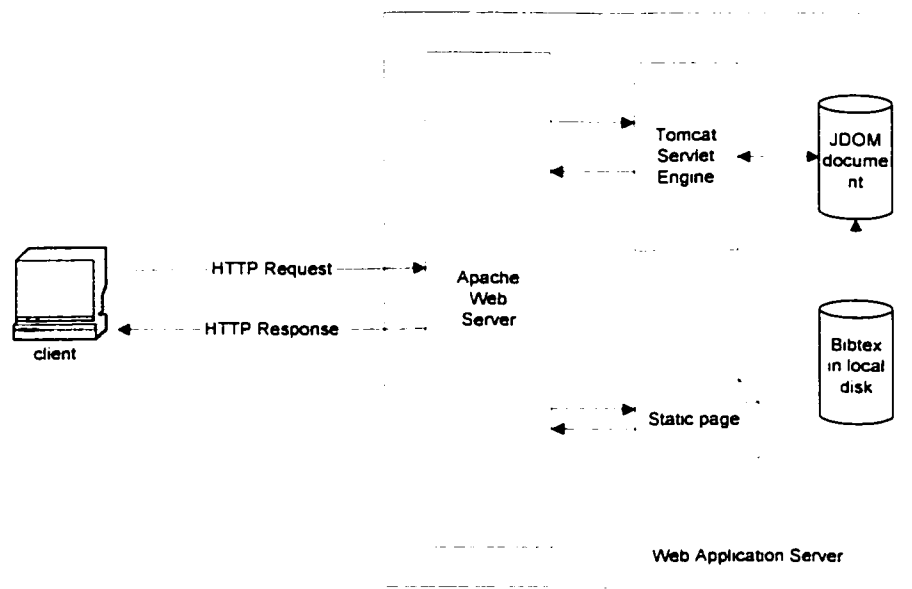 Tomcat
Servlet
Engine
JDOM
docume
nt
HTTP Request
Apache
Web
Server
HTTP Response
client
Bibtex
in local
disk
Static page
Web Application Server